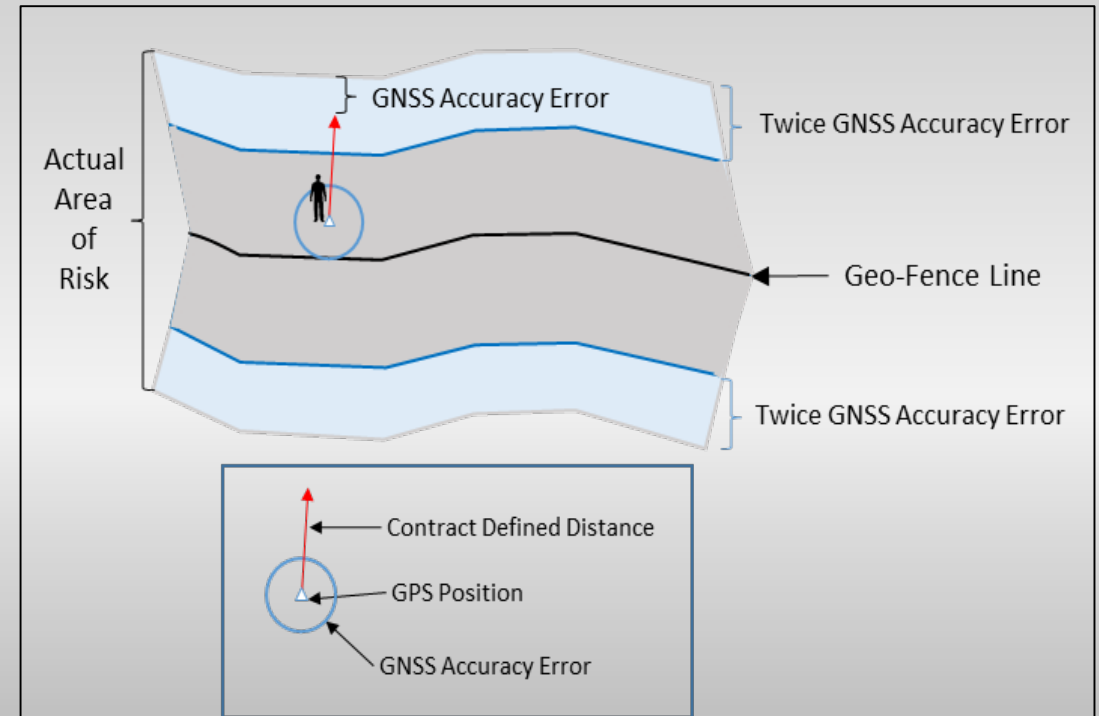 GNSS Accuracy Error
Twice GNSS Accuracy Error
Actual
Area
of
Risk
Geo-Fence Line
Twice GNSS Accuracy Error
Contract Defined Distance
GPS Position
GNSS Accuracy Error